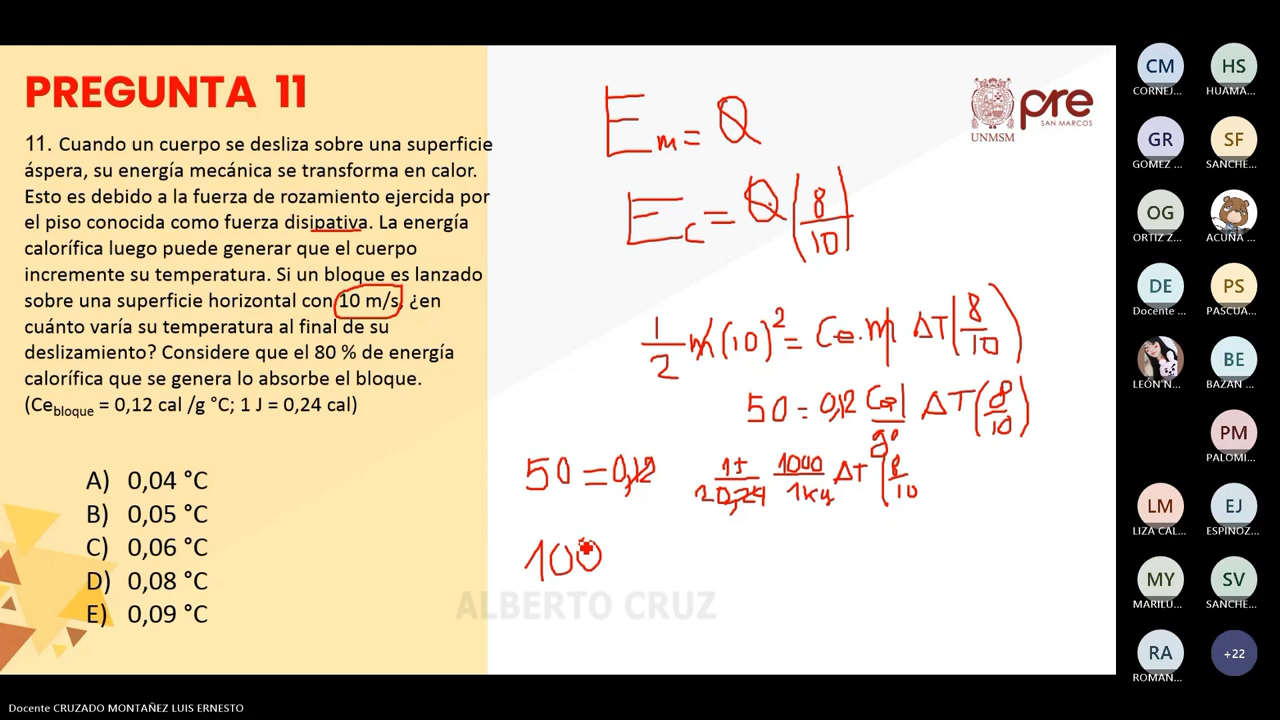 PREGUNTA 11
11. Cuando un cuerpo se desliza sobre una superficie
áspera, su energía mecánica se transforma en calor.
Esto es debido a la fuerza de rozamiento ejercida por
el piso conocida como fuerza disipativa. La energía
calorífica luego puede generar que el cuerpo
incremente su temperatura. Si un bloque es lanzado
sobre una superficie horizontal con 10 m/s, ¿en
cuánto varía su temperatura al final de su
deslizamiento? Considere que el 80 % de energía
calorífica que se genera lo absorbe el bloque.
(Ce bloque = 0,12 cal /g °C; 1 J = 0,24 cal)
A) 0,04 °C
B) 0,05 °C
C) 0,06 °C
D) 0,08 °C
E) 0,09 °C
Em = Q
Ec = Q (8/10)
1/2 m(10)² = Ce.m ΔT (8/10)
50 = 0,12 Cal/g° ΔT (8/10)
50 = 0,12 1J/2 0,24 1000/1kg ΔT (8/10
100
UNMSM
pre
SAN MARCOS
ALBERTO CRUZ
CM
CORNEJ...
HS
HUAMA...
GR
GOMEZ ...
SF
SANCHE...
OG
ORTIZ Z...
ACUÑA ...
DE
Docente ...
PS
PASCUA...
LEÓN N...
BE
BAZAN ...
PM
PALOMI...
LM
LIZA CAL...
EJ
ESPINOZ...
MY
MARILU...
SV
SANCHE...
RA
ROMAN...
+22
Docente CRUZADO MONTAÑEZ LUIS ERNESTO